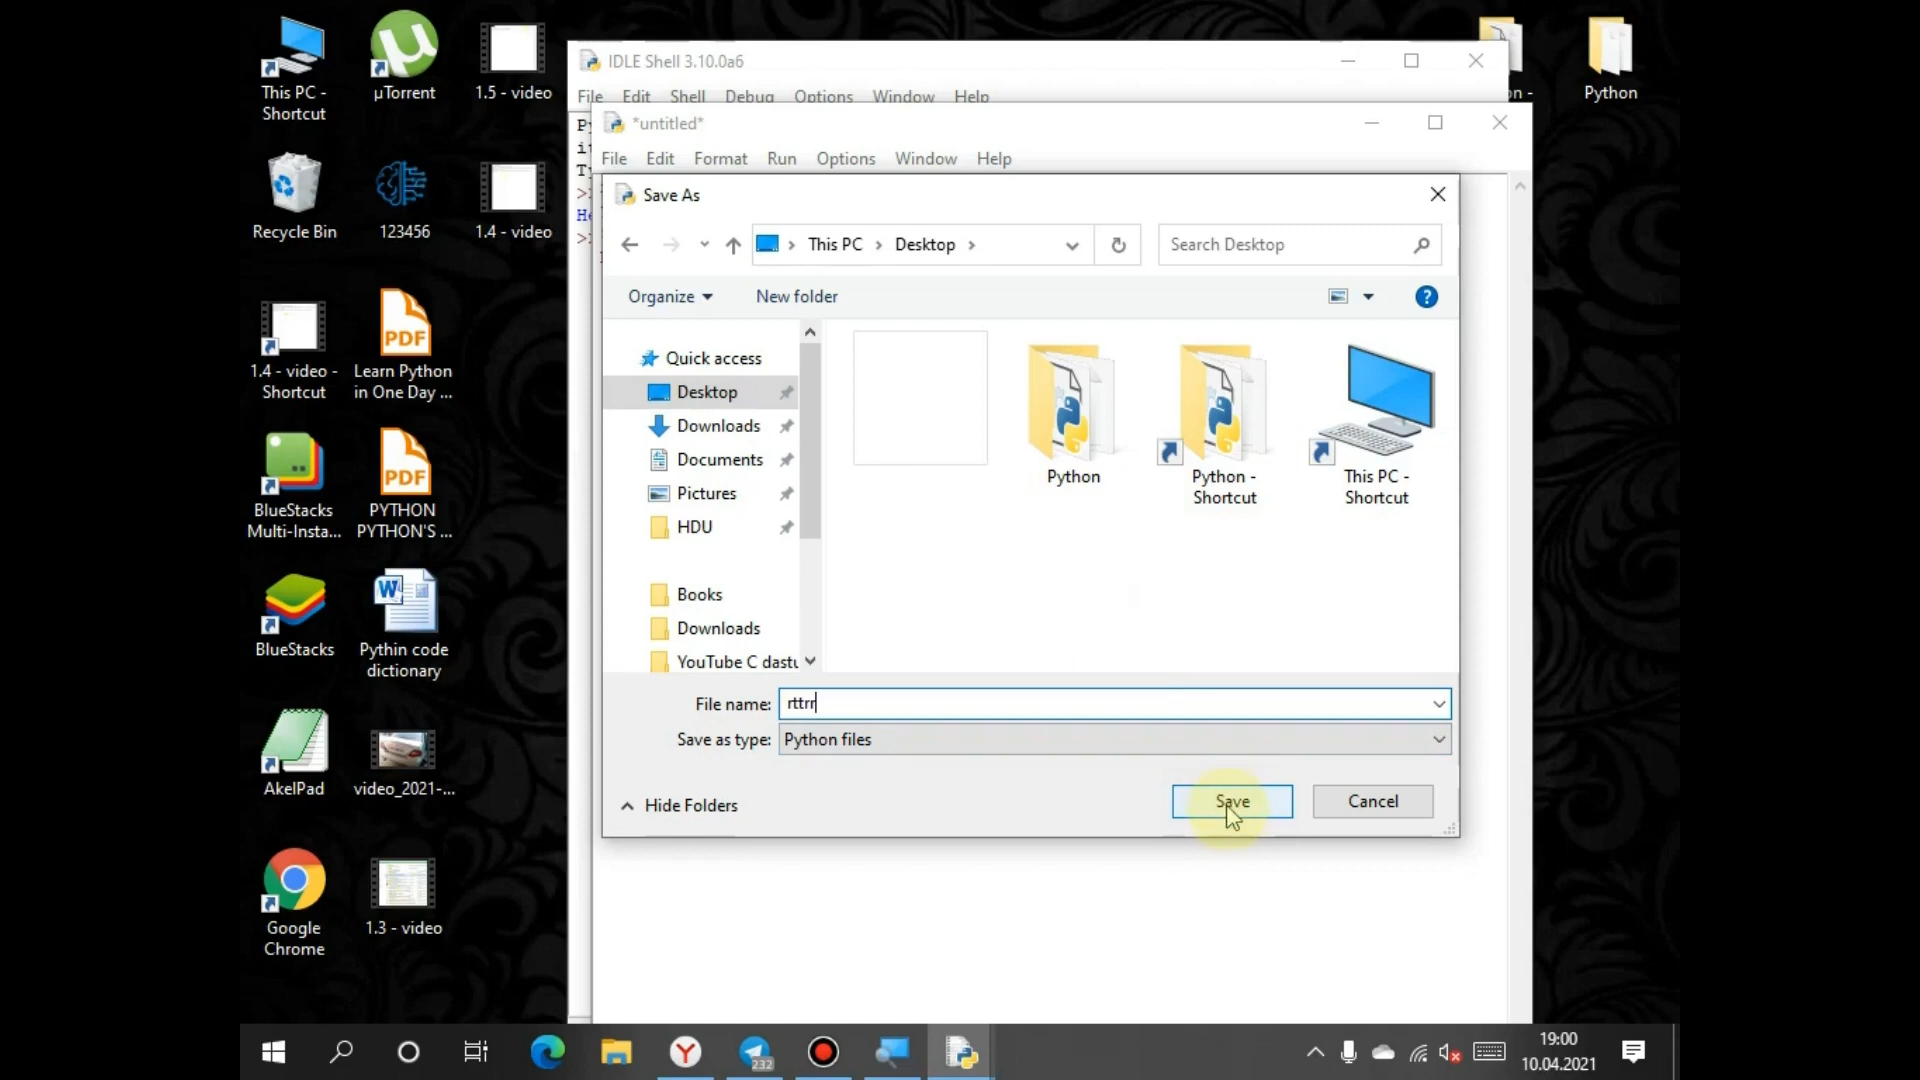 This PC -
Shortcut
µTorrent
1.5 - video
Recycle Bin
123456
1.4 - video
1.4 - video -
Shortcut
Learn Python
in One Day ...
BlueStacks
Multi-Insta...
PYTHON
PYTHON'S ...
BlueStacks
Pythin code
dictionary
AkelPad
video_2021-...
Google
Chrome
1.3 - video
Python
IDLE Shell 3.10.0a6
File Edit Shell Debug Options Window Help
*untitled*
File Edit Format Run Options Window Help
Save As
This PC > Desktop >
Search Desktop
Organize
New folder
Quick access
Desktop
Downloads
Documents
Pictures
HDU
Books
Downloads
YouTube C dastu
Python
Python -
Shortcut
This PC -
Shortcut
File name: rttrr
Save as type: Python files
Hide Folders
Save
Cancel
PDF
PDF
232
19:00
10.04.2021